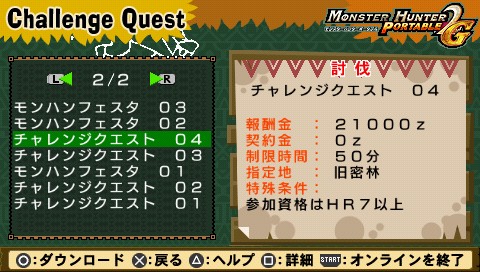 Challenge Quest
MONSTER HUNTER
PORTABLE 2nd G
L 2/2 R
モンハンフェスタ 03
モンハンフェスタ 02
チャレンジクエスト 04
チャレンジクエスト 03
モンハンフェスタ 01
チャレンジクエスト 02
チャレンジクエスト 01
討伐
チャレンジクエスト 04
報酬金 : 21000z
契約金 : 0z
制限時間: 50分
指定地 : 旧密林
特殊条件:
参加資格はHR7以上
◎:ダウンロード ⊗:戻る △:ヘルプ □:詳細 START:オンラインを終了